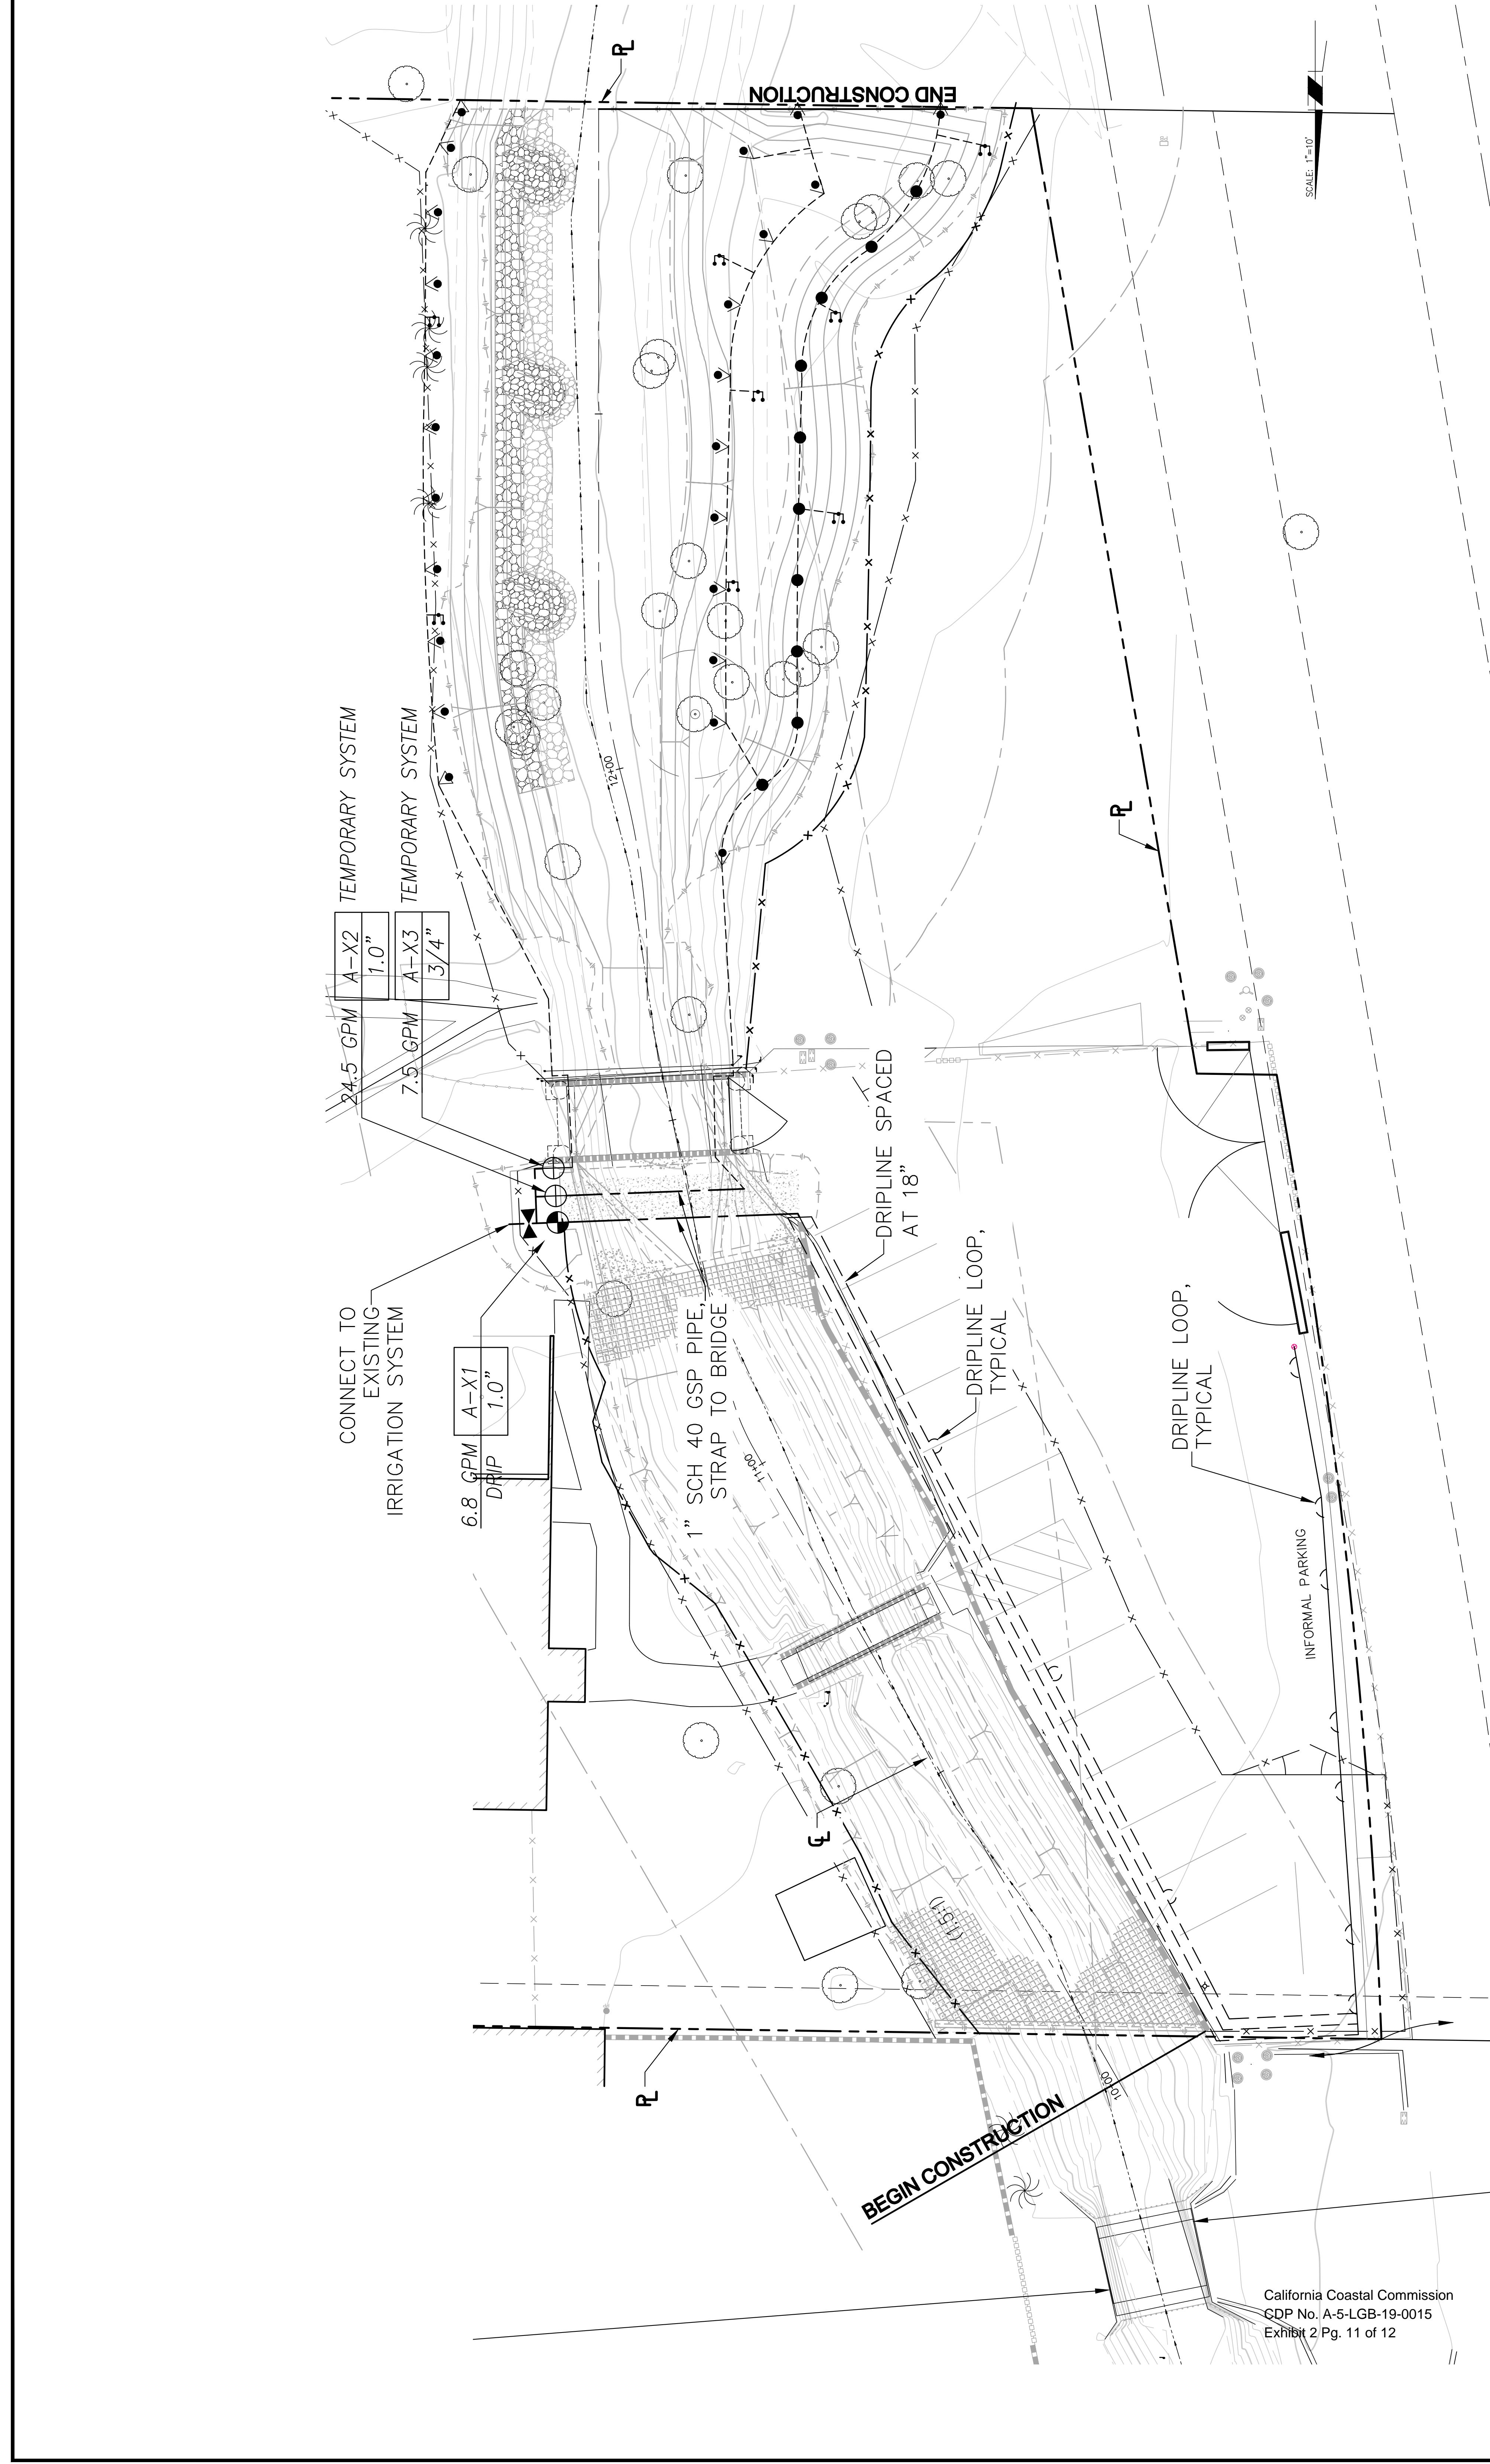 PL
END CONSTRUCTION
SCALE: 1"=10'
24.5 GPM
A-X2
1.0"
TEMPORARY SYSTEM
7.5 GPM
A-X3
3/4"
TEMPORARY SYSTEM
12+00
PL
CONNECT TO
EXISTING
IRRIGATION SYSTEM
6.8 GPM
A-X1
1.0"
DRIP
1" SCH 40 GSP PIPE,
STRAP TO BRIDGE
DRIPLINE SPACED
AT 18"
DRIPLINE LOOP,
TYPICAL
DRIPLINE LOOP,
TYPICAL
11+00
INFORMAL PARKING
CL
(1.5:1)
PL
10+00
BEGIN CONSTRUCTION
California Coastal Commission
CDP No. A-5-LGB-19-0015
Exhibit 2 Pg. 11 of 12